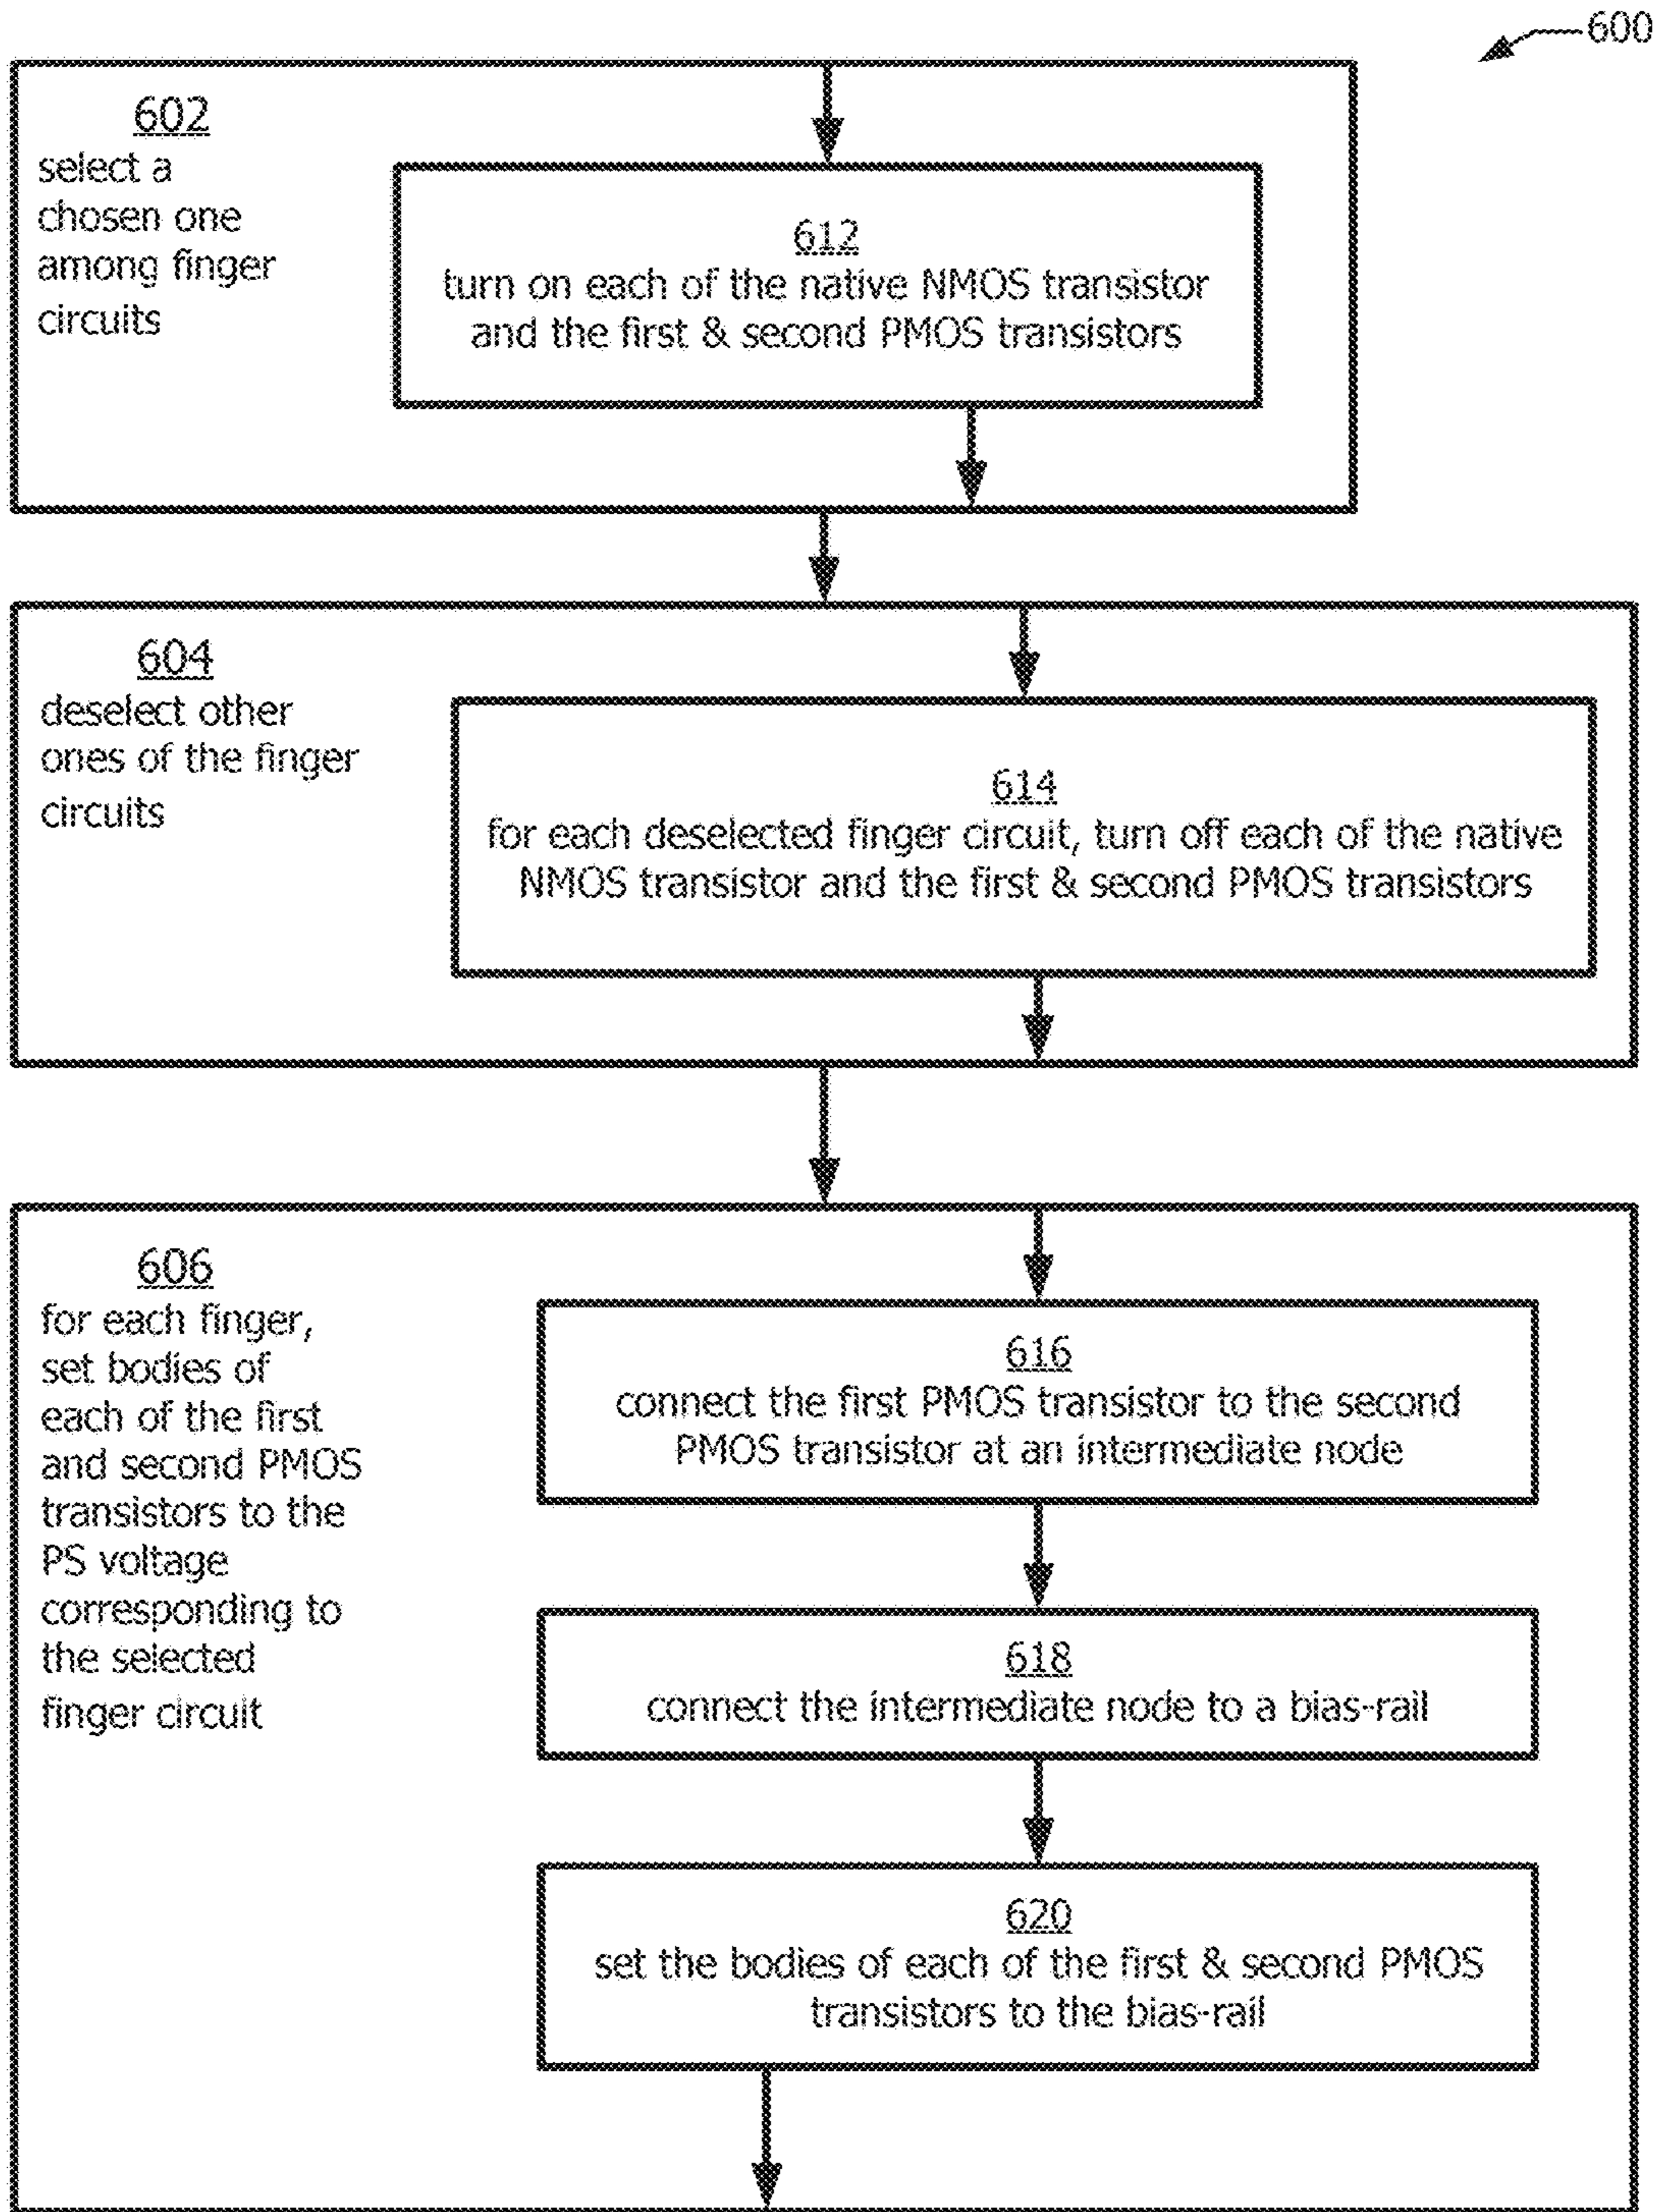 600
602
select a
chosen one
among finger
circuits
612
turn on each of the native NMOS transistor
and the first & second PMOS transistors
604
deselect other
ones of the finger
circuits
614
for each deselected finger circuit, turn off each of the native
NMOS transistor and the first & second PMOS transistors
606
for each finger,
set bodies of
each of the first
and second PMOS
transistors to the
PS voltage
corresponding to
the selected
finger circuit
616
connect the first PMOS transistor to the second
PMOS transistor at an intermediate node
618
connect the intermediate node to a bias-rail
620
set the bodies of each of the first & second PMOS
transistors to the bias-rail